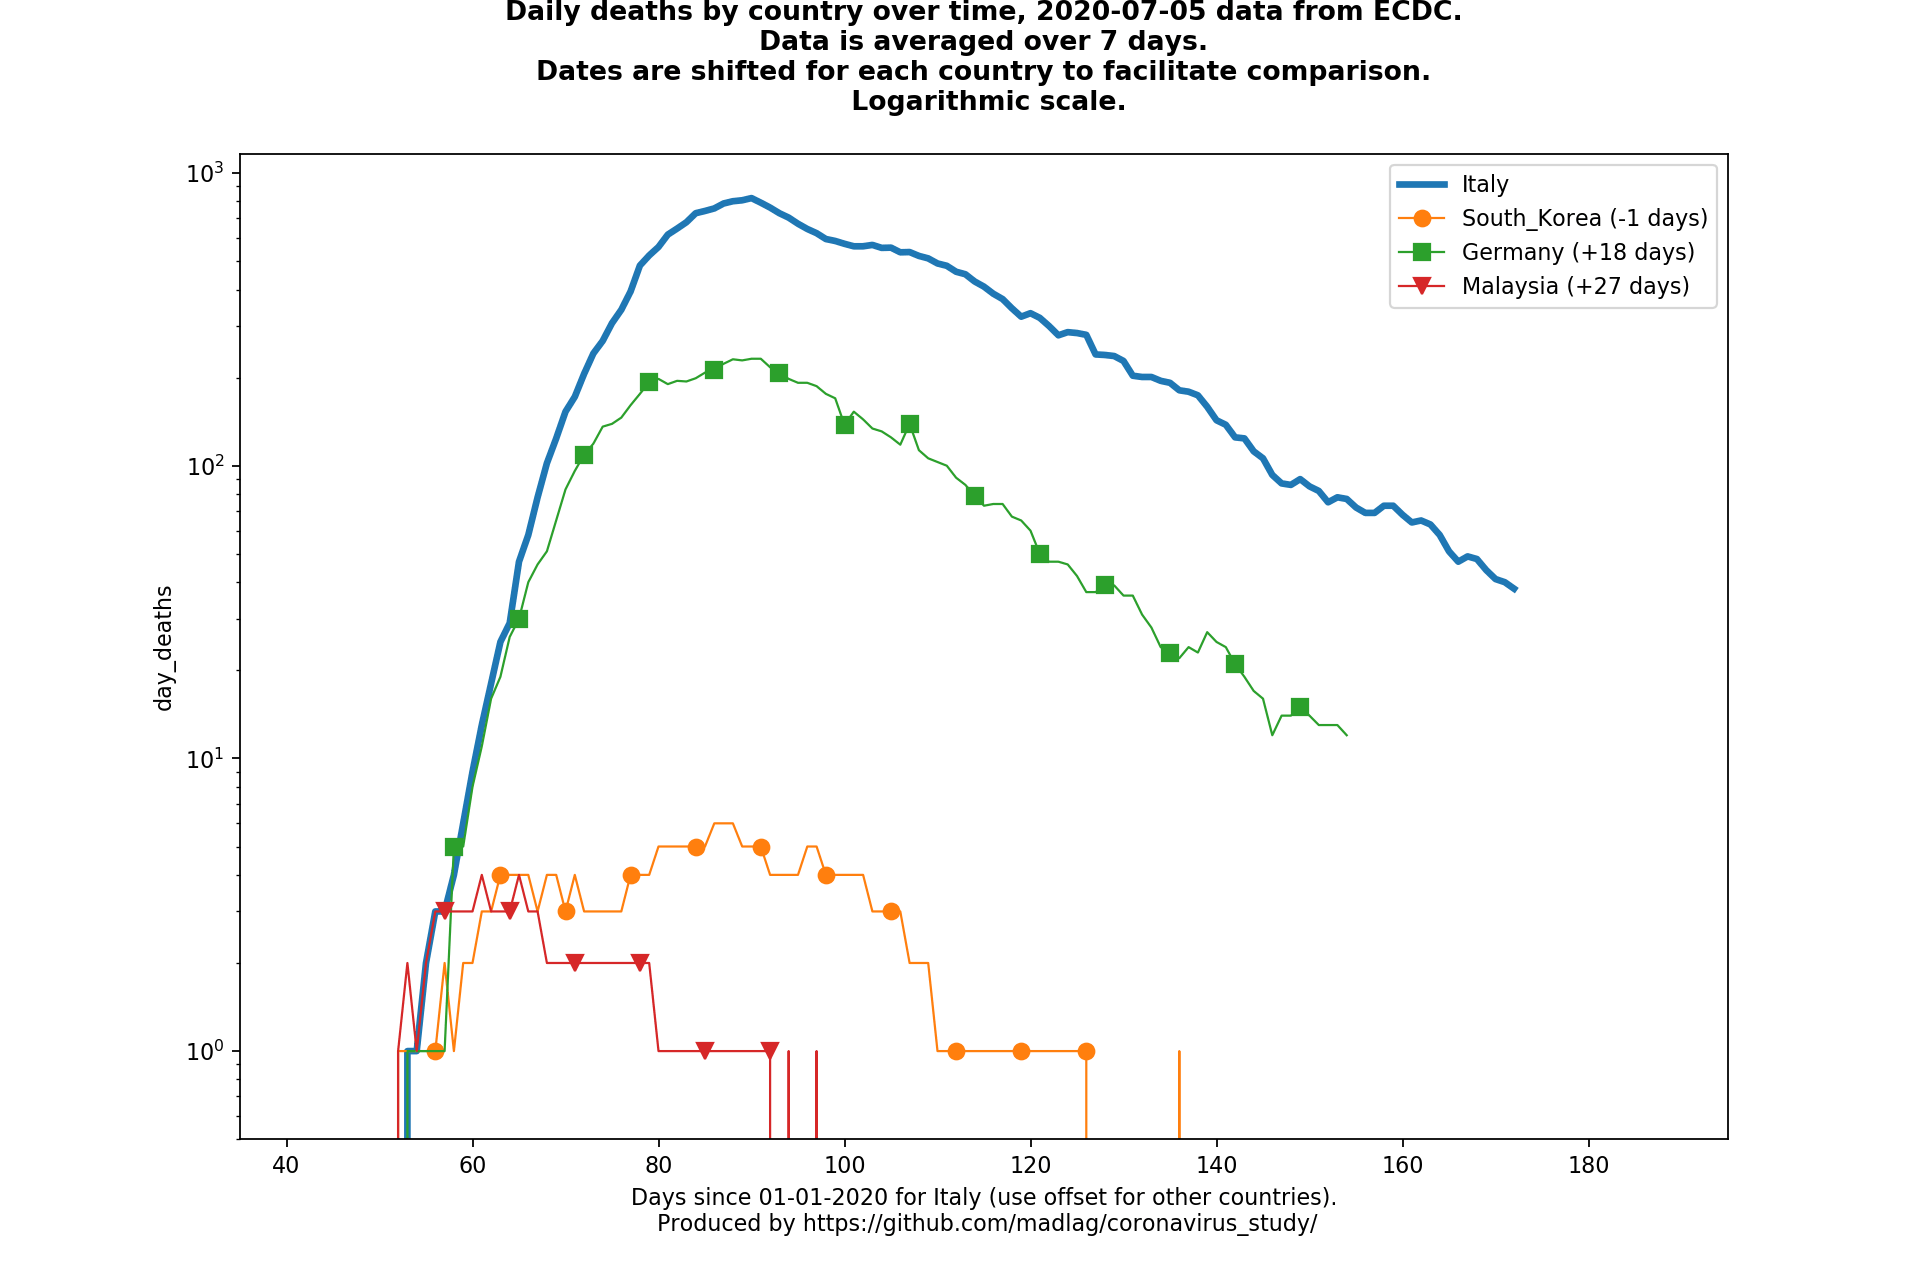 Daily deaths by country over time, 2020-07-05 data from ECDC.
Data is averaged over 7 days.
Dates are shifted for each country to facilitate comparison.
Logarithmic scale.
10³
10²
10¹
10⁰
day_deaths
Italy
South_Korea (-1 days)
Germany (+18 days)
Malaysia (+27 days)
40 60 80 100 120 140 160 180
Days since 01-01-2020 for Italy (use offset for other countries).
Produced by https://github.com/madlag/coronavirus_study/